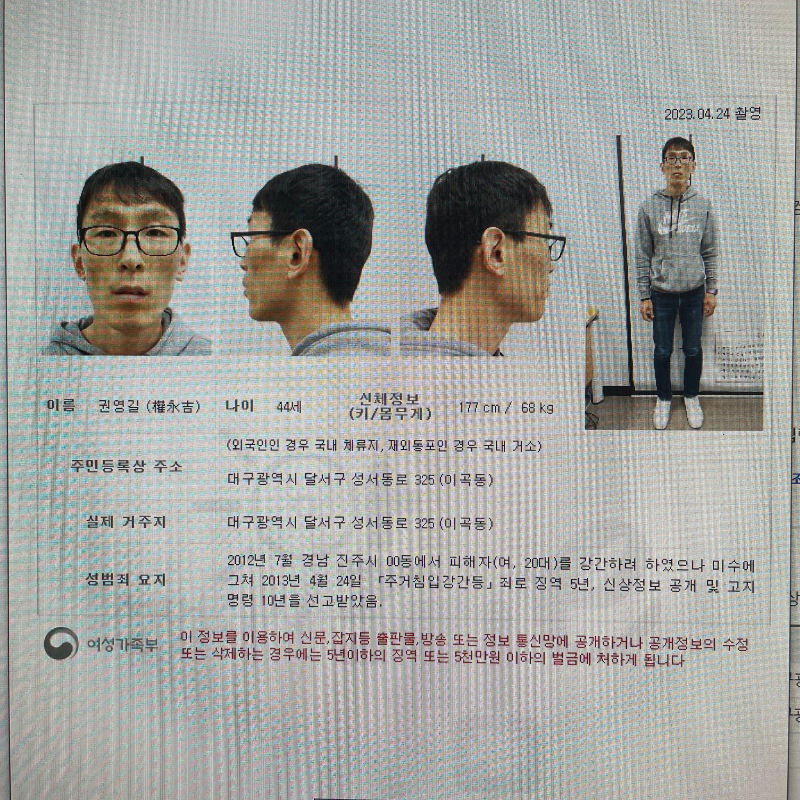 2023.04.24 촬영
이름 권영길 (權永吉) 나이 44세 신체정보 (키/몸무게) 177 cm / 68 kg
(외국인인 경우 국내 체류지, 재외동포인 경우 국내 거소)
주민등록상 주소
대구광역시 달서구 성서동로 325 (이곡동)
실제 거주지 대구광역시 달서구 성서동로 325 (이곡동)
성범죄 요지
2012년 7월 경남 진주시 00동에서 피해자(여, 20대)를 강간하려 하였으나 미수에
그쳐 2013년 4월 24일 「주거침입강간등」죄로 징역 5년, 신상정보 공개 및 고지
명령 10년을 선고받았음.
여성가족부
이 정보를 이용하여 신문,잡지등 출판물,방송 또는 정보 통신망에 공개하거나 공개정보의 수정
또는 삭제하는 경우에는 5년이하의 징역 또는 5천만원 이하의 벌금에 처하게 됩니다